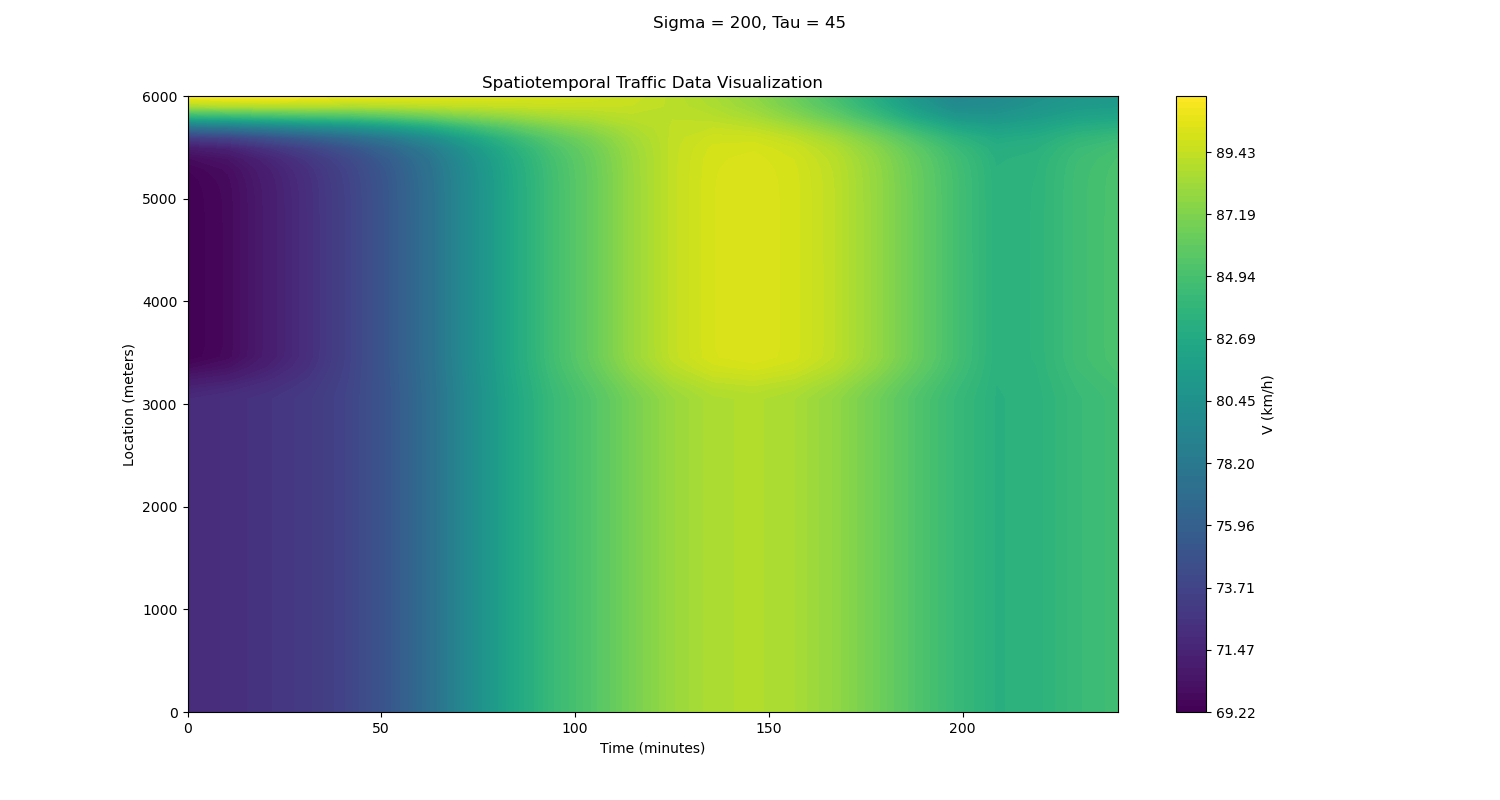 Sigma = 200, Tau = 45
Spatiotemporal Traffic Data Visualization
6000
5000
4000
3000
2000
1000
0
Location (meters)
0 50 100 150 200
Time (minutes)
89.43
87.19
84.94
82.69
80.45
78.20
75.96
73.71
71.47
69.22
V (km/h)